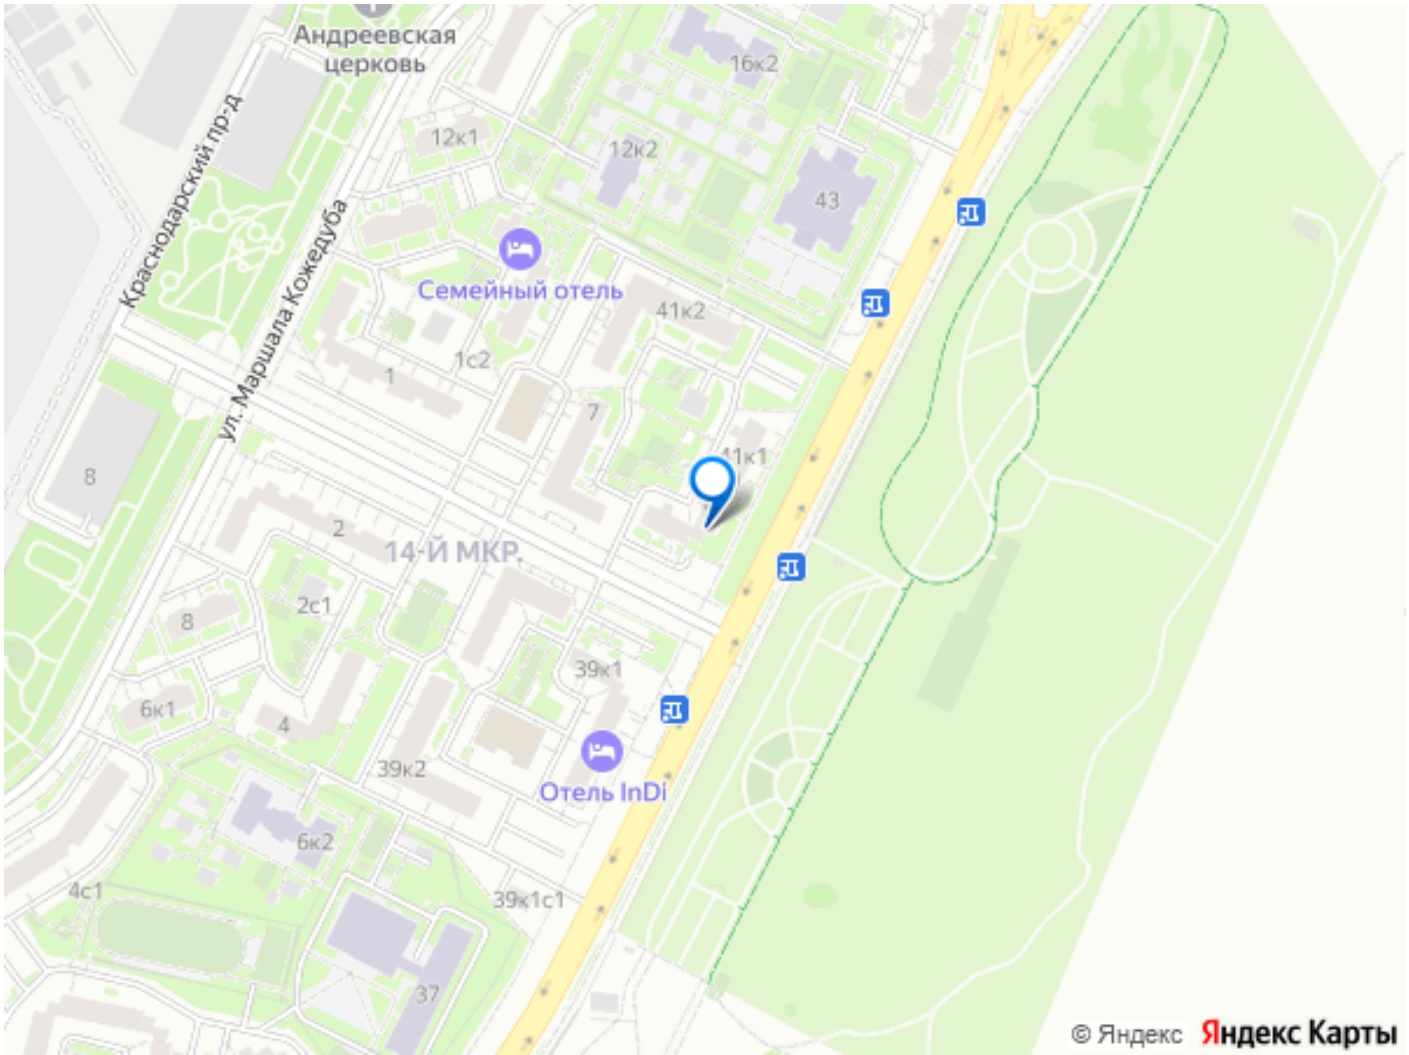 Андреевская
церковь
16к2
Краснодарский пр-д
12к1
12к2
43
ул. Маршала Кожедуба
Семейный отель
41к2
1с2
1
7
41к1
8
2
14-Й МКР.
2с1
8
39к1
6к1
4
39к2
Отель InDi
6к2
4с1
39к1с1
37
© Яндекс Яндекс Карты